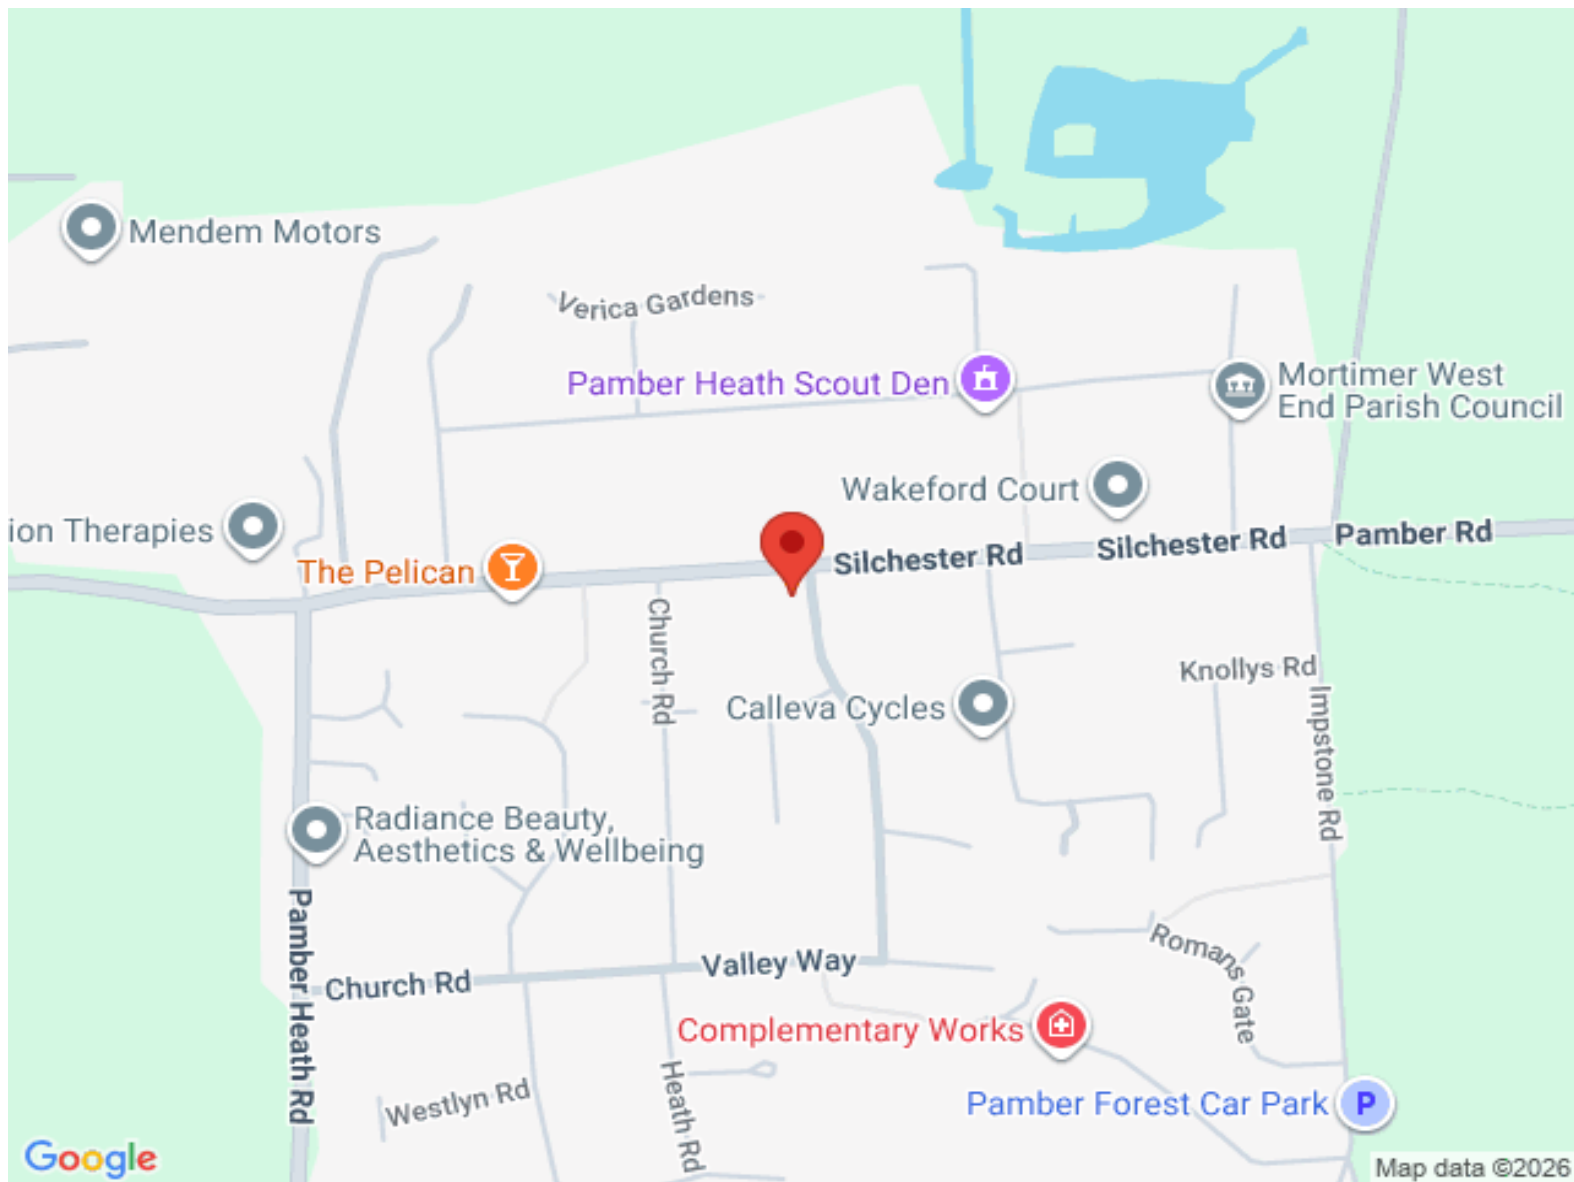 Mendem Motors
Verica Gardens
Pamber Heath Scout Den
Mortimer West
End Parish Council
Wakeford Court
ion Therapies
The Pelican
Silchester Rd
Silchester Rd
Pamber Rd
Church Rd
Knollys Rd
Calleva Cycles
Impstone Rd
Radiance Beauty,
Aesthetics & Wellbeing
Pamber Heath Rd
Church Rd
Valley Way
Romans Gate
Complementary Works
Heath Rd
Westlyn Rd
Pamber Forest Car Park
P
Google
Map data ©2026